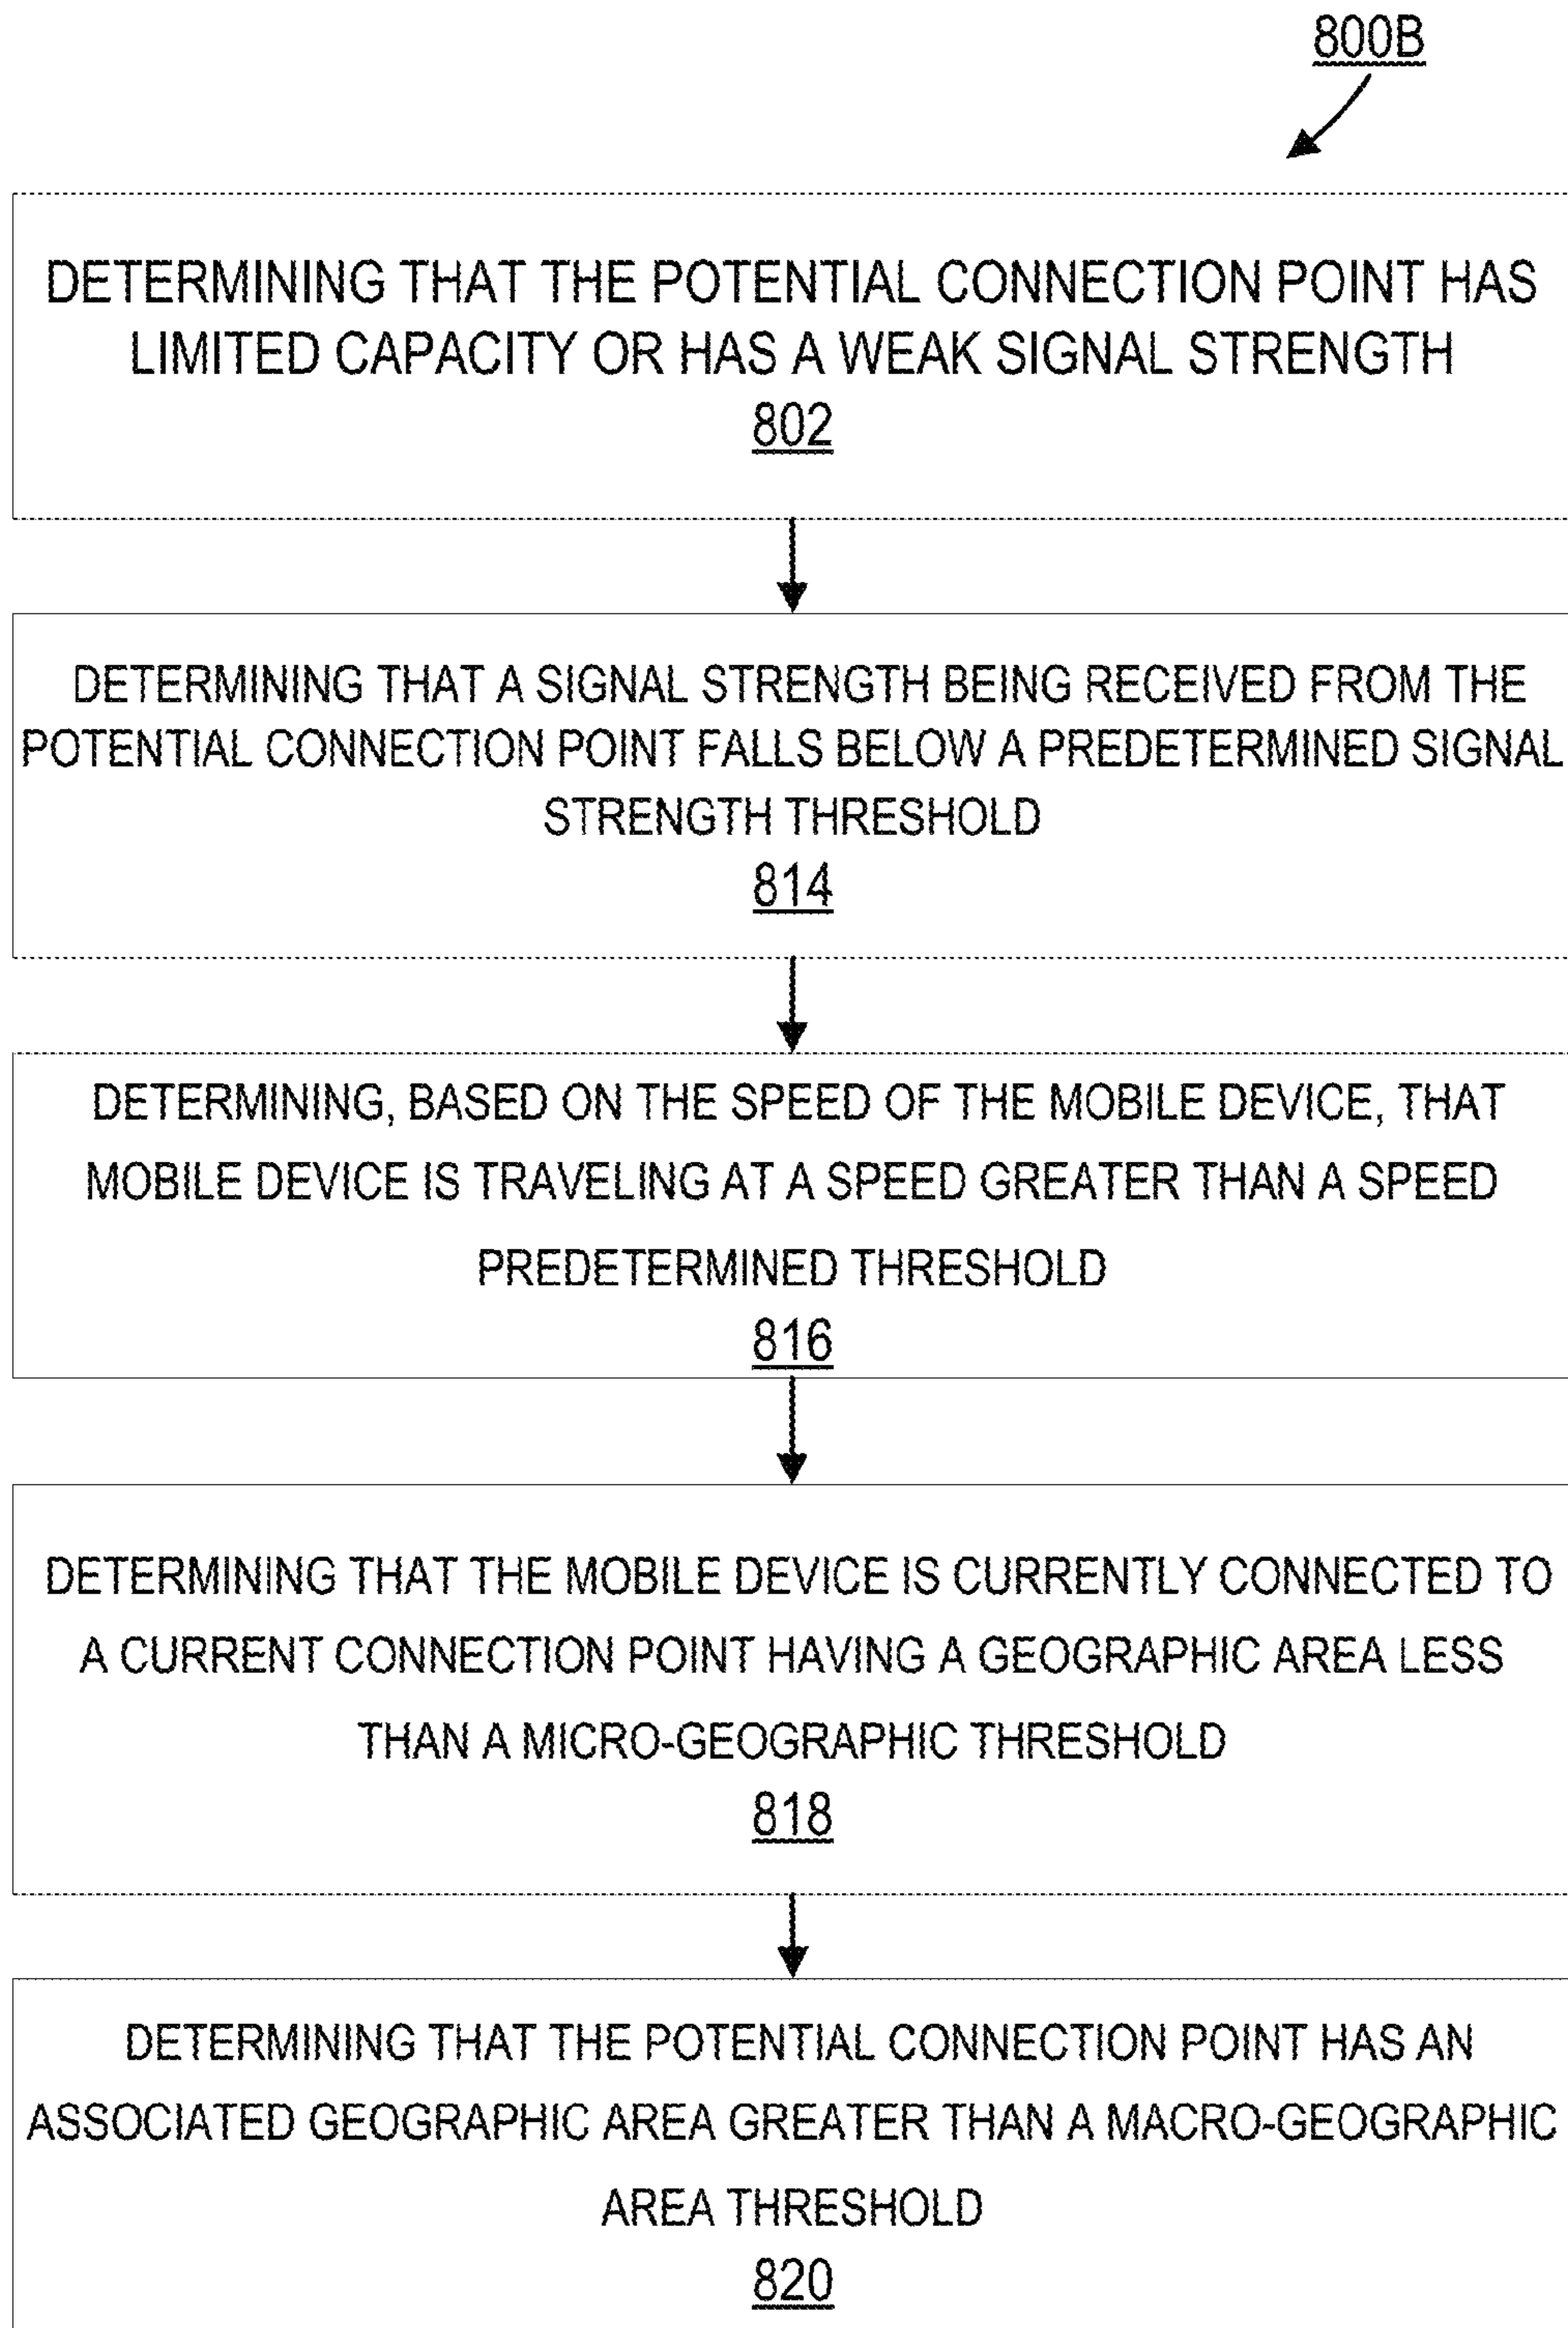 800B
DETERMINING THAT THE POTENTIAL CONNECTION POINT HAS
LIMITED CAPACITY OR HAS A WEAK SIGNAL STRENGTH
802
DETERMINING THAT A SIGNAL STRENGTH BEING RECEIVED FROM THE
POTENTIAL CONNECTION POINT FALLS BELOW A PREDETERMINED SIGNAL
STRENGTH THRESHOLD
814
DETERMINING, BASED ON THE SPEED OF THE MOBILE DEVICE, THAT
MOBILE DEVICE IS TRAVELING AT A SPEED GREATER THAN A SPEED
PREDETERMINED THRESHOLD
816
DETERMINING THAT THE MOBILE DEVICE IS CURRENTLY CONNECTED TO
A CURRENT CONNECTION POINT HAVING A GEOGRAPHIC AREA LESS
THAN A MICRO-GEOGRAPHIC THRESHOLD
818
DETERMINING THAT THE POTENTIAL CONNECTION POINT HAS AN
ASSOCIATED GEOGRAPHIC AREA GREATER THAN A MACRO-GEOGRAPHIC
AREA THRESHOLD
820